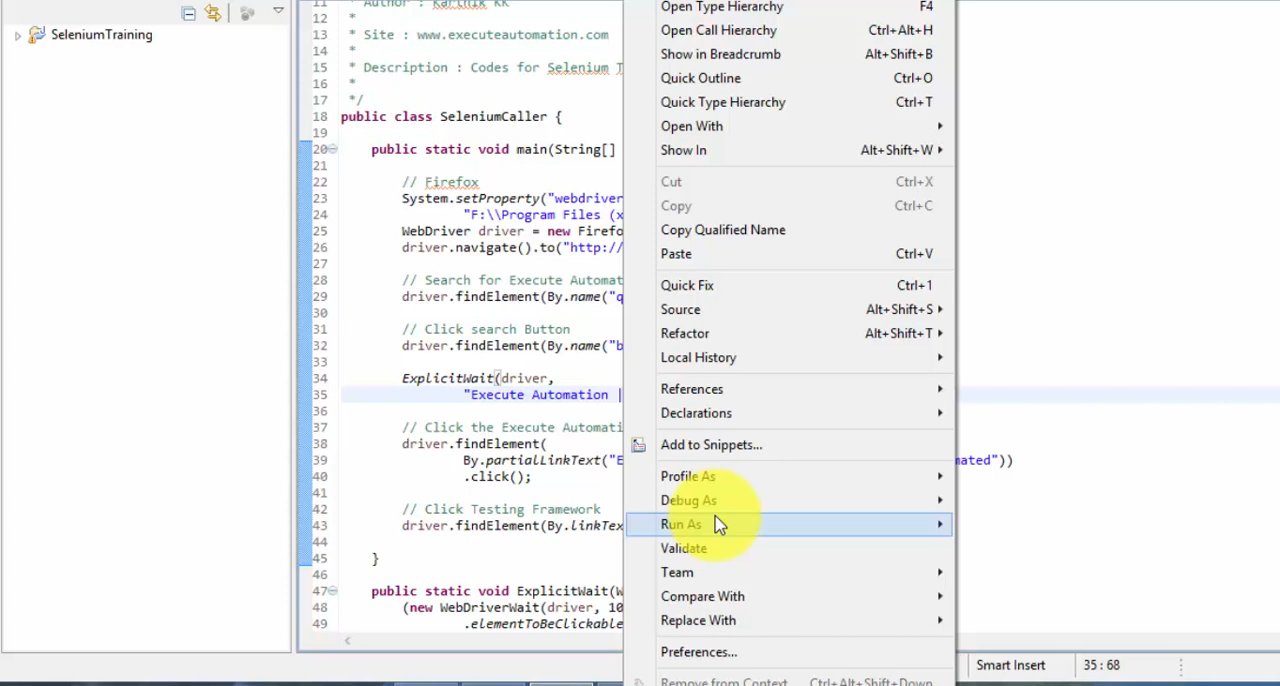 SeleniumTraining
11 * Author : Karthik KK
12 *
13 * Site : www.executeautomation.com
14 *
15 * Description : Codes for Selenium T
16 *
17 */
18 public class SeleniumCaller {
19
20 public static void main(String[]
21
22 // Firefox
23 System.setProperty("webdriver
24 "F:\\Program Files (x
25 WebDriver driver = new Firefo
26 driver.navigate().to("http://
27
28 // Search for Execute Automat
29 driver.findElement(By.name("q
30
31 // Click search Button
32 driver.findElement(By.name("b
33
34 ExplicitWait(driver,
35 "Execute Automation |
36
37 // Click the Execute Automati
38 driver.findElement(
39 By.partialLinkText("E mated"))
40 .click();
41
42 // Click Testing Framework
43 driver.findElement(By.linkTex
44
45 }
46
47 public static void ExplicitWait(W
48 (new WebDriverWait(driver, 10
49 .elementToBeClickable
Open Type Hierarchy F4
Open Call Hierarchy Ctrl+Alt+H
Show in Breadcrumb Alt+Shift+B
Quick Outline Ctrl+O
Quick Type Hierarchy Ctrl+T
Open With
Show In Alt+Shift+W
Cut Ctrl+X
Copy Ctrl+C
Copy Qualified Name
Paste Ctrl+V
Quick Fix Ctrl+1
Source Alt+Shift+S
Refactor Alt+Shift+T
Local History
References
Declarations
Add to Snippets...
Profile As
Debug As
Run As
Validate
Team
Compare With
Replace With
Preferences...
Remove from Context Ctrl+Alt+Shift+Down
Smart Insert 35 : 68